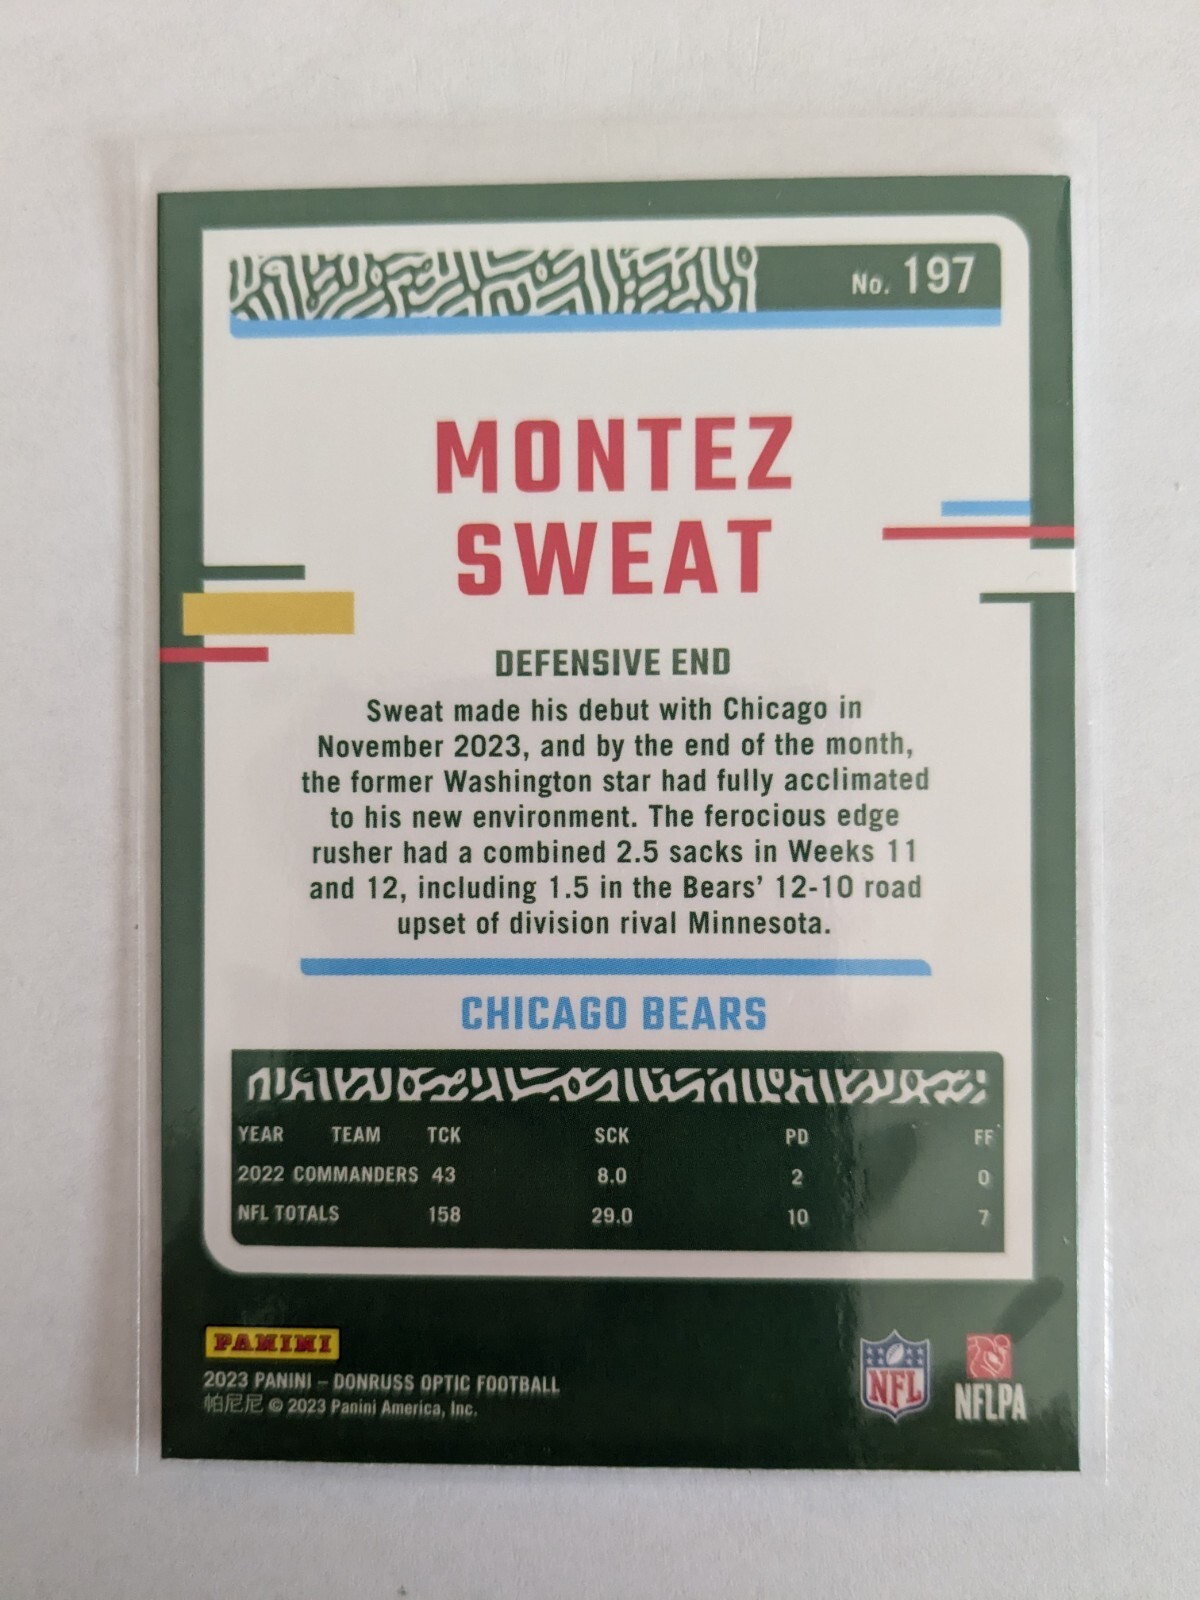 No. 197
MONTEZ
SWEAT
DEFENSIVE END
Sweat made his debut with Chicago in
November 2023, and by the end of the month,
the former Washington star had fully acclimated
to his new environment. The ferocious edge
rusher had a combined 2.5 sacks in Weeks 11
and 12, including 1.5 in the Bears' 12-10 road
upset of division rival Minnesota.
CHICAGO BEARS
YEAR TEAM TCK SCK PD FF
2022 COMMANDERS 43 8.0 2 0
NFL TOTALS 158 29.0 10 7
PANINI
2023 PANINI – DONRUSS OPTIC FOOTBALL
帕尼尼 © 2023 Panini America, Inc.
NFL
NFLPA